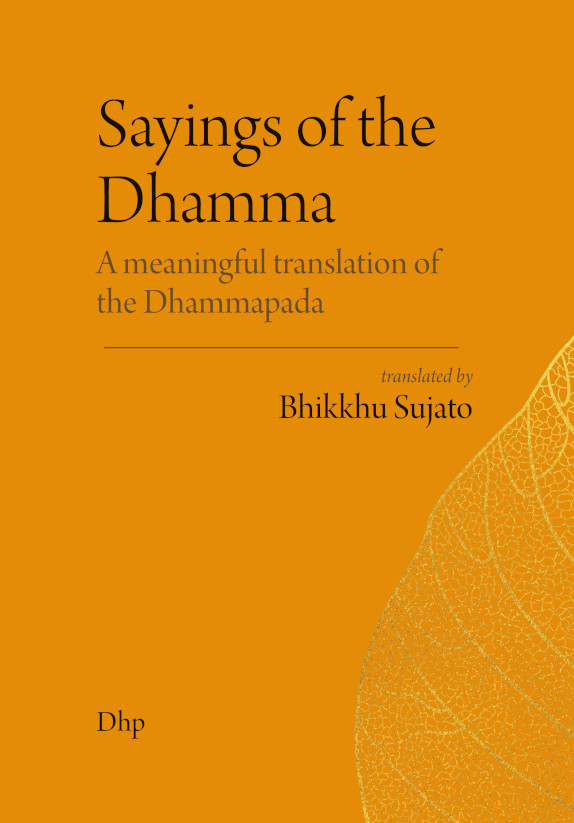 Sayings of the
Dhamma
A meaningful translation of
the Dhammapada
translated by
Bhikkhu Sujato
Dhp